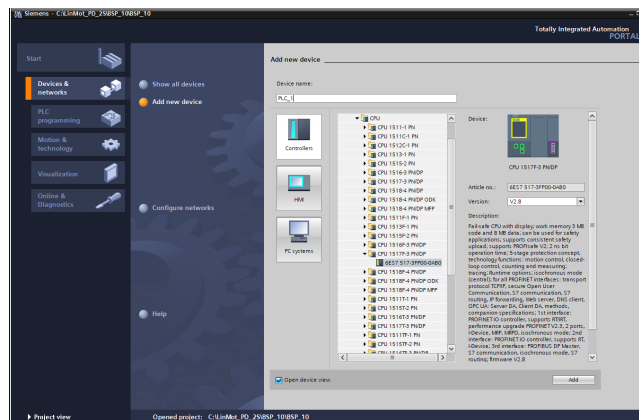 Siemens - C:\LinMot_PD_2S\BSP_10\BSP_10
Totally Integrated Automation
PORTAL
Start
Devices & networks
PLC programming
Motion & technology
Visualization
Online & Diagnostics
Show all devices
Add new device
Configure networks
Help
Add new device
Device name:
PLC_1
Controllers
HMI
PC systems
CPU
CPU 1511-1 PN
CPU 1511C-1 PN
CPU 1512C-1 PN
CPU 1513-1 PN
CPU 1515-2 PN
CPU 1516-3 PN/DP
CPU 1517-3 PN/DP
CPU 1518-4 PN/DP
CPU 1518-4 PN/DP ODK
CPU 1518-4 PN/DP MFP
CPU 1511F-1 PN
CPU 1513F-1 PN
CPU 1515F-2 PN
CPU 1516F-3 PN/DP
CPU 1517F-3 PN/DP
6ES7 517-3FP00-0AB0
CPU 1518F-4 PN/DP
CPU 1518F-4 PN/DP ODK
CPU 1518F-4 PN/DP MFP
CPU 1511T-1 PN
CPU 1515T-2 PN
CPU 1516T-3 PN/DP
CPU 1517T-3 PN/DP
CPU 1511TF-1 PN
CPU 1515TF-2 PN
CPU 1516TF-3 PN/DP
Device:
CPU 1517F-3 PN/DP
Article no.: 6ES7 517-3FP00-0AB0
Version: V2.8
Description:
Fail-safe CPU with display; work memory 3 MB
code and 8 MB data; can be used for safety
applications; supports consistent safety
upload; supports PROFIsafe V2; 2 ns bit
operation time; 5-stage protection concept,
technology functions: motion control, closed-
loop control, counting and measuring;
tracing; Runtime options; isochronous mode
(central); for all PROFINET interfaces: transport
protocol TCP/IP, secure Open User
Communication, S7 communication, S7
routing, IP forwarding, Web server, DNS client,
OPC UA: Server DA, Client DA, methods,
companion specifications; 1st interface:
PROFINET IO controller, supports RT/IRT,
performance upgrade PROFINET V2.3, 2 ports,
I-Device, MRP, MRPD, isochronous mode; 2nd
interface: PROFINET IO controller, supports RT,
I-Device; 3rd interface: PROFIBUS DP Master,
S7 communication, isochronous mode, S7
routing; firmware V2.8
Open device view
Add
Project view
Opened project: C:\LinMot_PD_2S\BSP_10\BSP_10